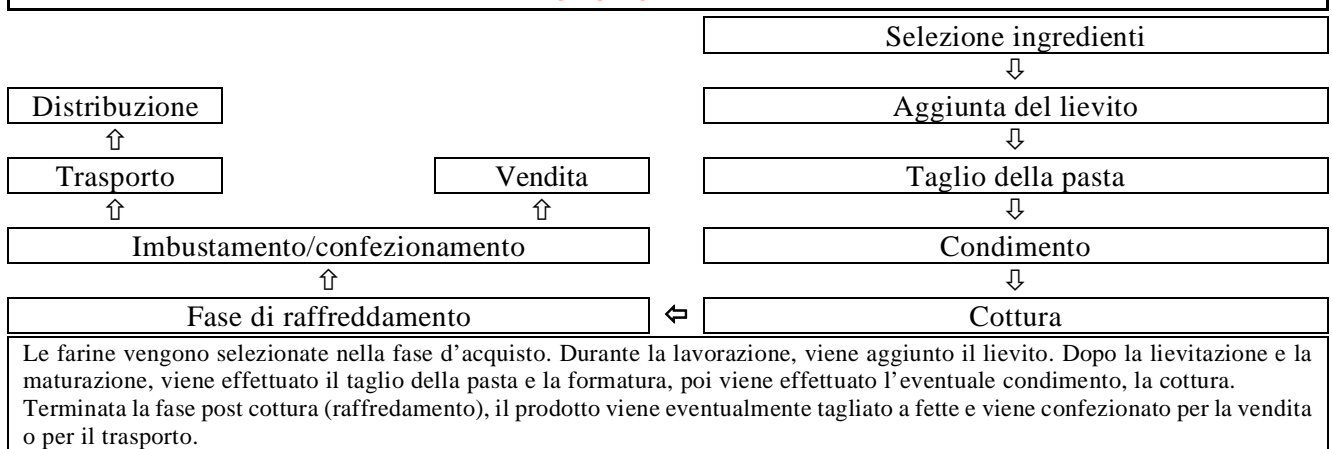 Selezione ingredienti
⇩
Distribuzione
Aggiunta del lievito
⇧
⇩
Trasporto
Vendita
Taglio della pasta
⇧
⇧
⇩
Imbustamento/confezionamento
Condimento
⇧
⇩
Fase di raffreddamento
⇦
Cottura
Le farine vengono selezionate nella fase d’acquisto. Durante la lavorazione, viene aggiunto il lievito. Dopo la lievitazione e la
maturazione, viene effettuato il taglio della pasta e la formatura, poi viene effettuato l’eventuale condimento, la cottura.
Terminata la fase post cottura (raffredamento), il prodotto viene eventualmente tagliato a fette e viene confezionato per la vendita
o per il trasporto.